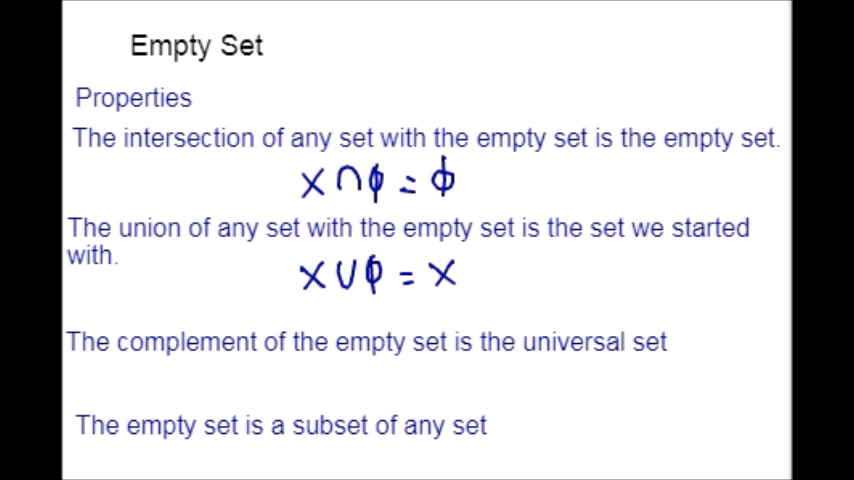 Empty Set
Properties
The intersection of any set with the empty set is the empty set.
X ∩ ϕ = ϕ
The union of any set with the empty set is the set we started
with.
X ∪ ϕ = X
The complement of the empty set is the universal set
The empty set is a subset of any set